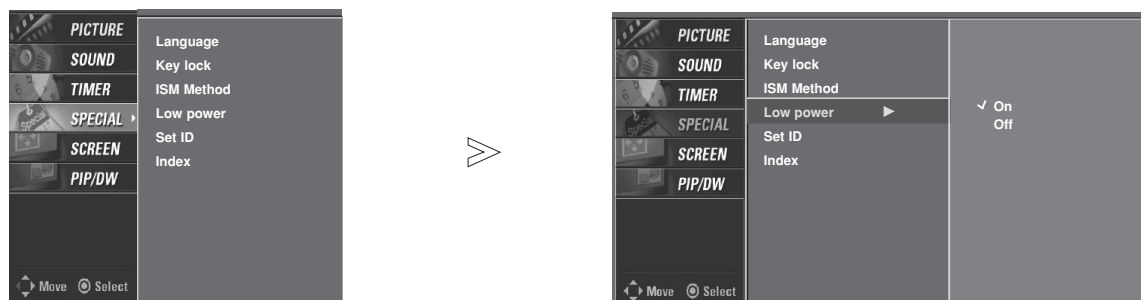 PICTURE
SOUND
TIMER
SPECIAL
SCREEN
PIP/DW
Move Select
Language
Key lock
ISM Method
Low power
Set ID
Index
PICTURE
SOUND
TIMER
SPECIAL
SCREEN
PIP/DW
Move Select
Language
Key lock
ISM Method
Low power
Set ID
Index
On
Off